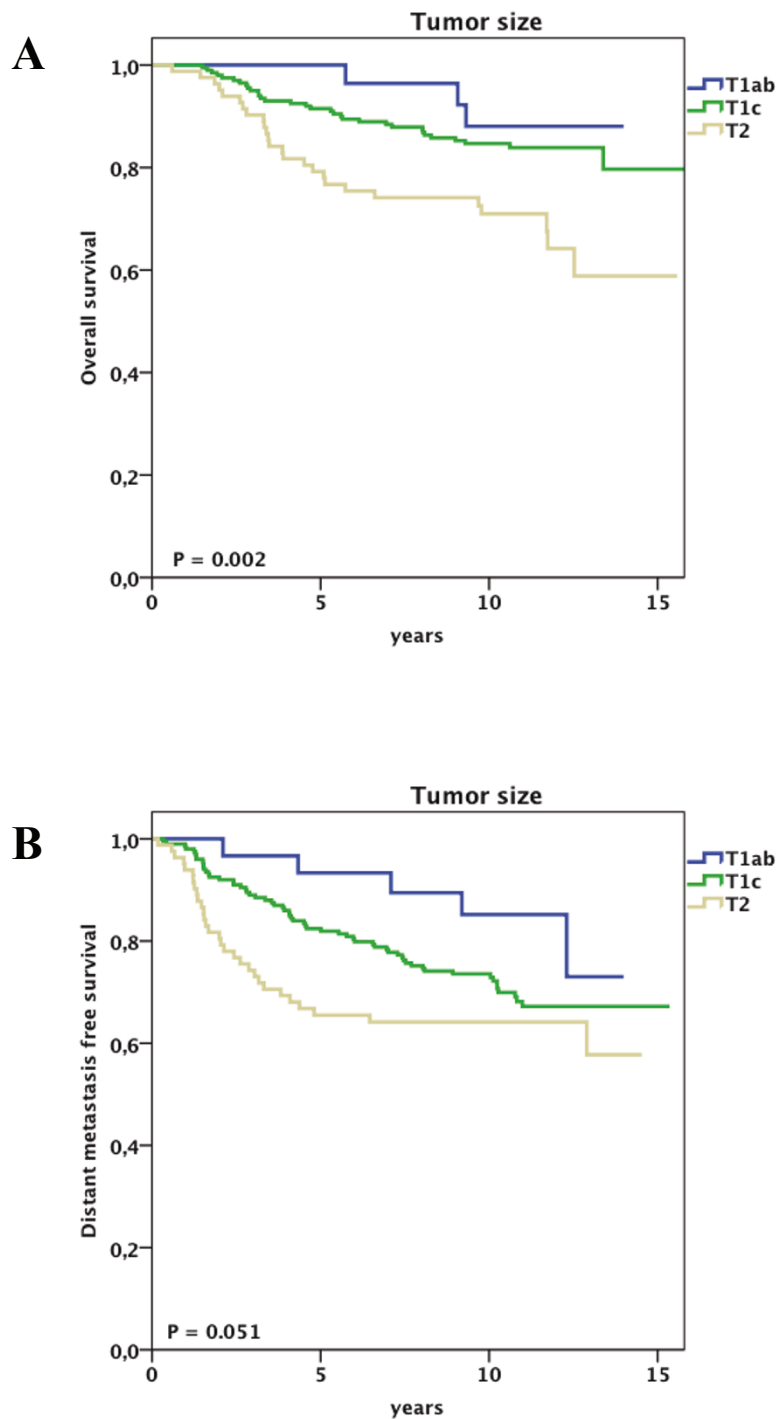 A
Tumor size
1,0
0,8
0,6
0,4
0,2
0,0
Overall survival
P = 0.002
0 5 10 15
years
T1ab
T1c
T2
B
Tumor size
1,0
0,8
0,6
0,4
0,2
0,0
Distant metastasis free survival
P = 0.051
0 5 10 15
years
T1ab
T1c
T2